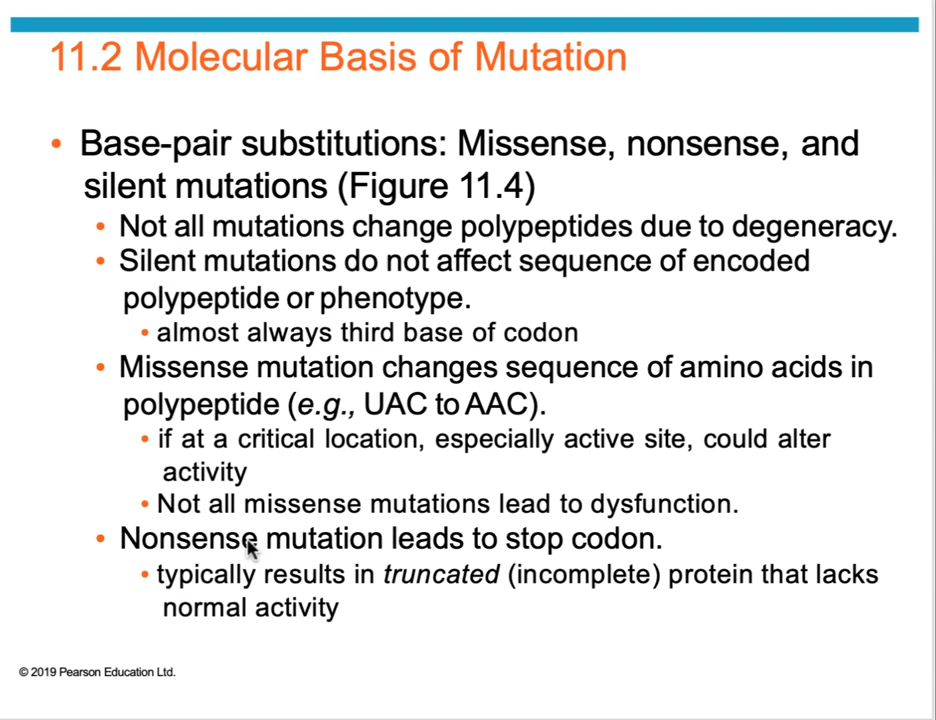 11.2 Molecular Basis of Mutation
• Base-pair substitutions: Missense, nonsense, and
silent mutations (Figure 11.4)
• Not all mutations change polypeptides due to degeneracy.
• Silent mutations do not affect sequence of encoded
polypeptide or phenotype.
• almost always third base of codon
• Missense mutation changes sequence of amino acids in
polypeptide (e.g., UAC to AAC).
• if at a critical location, especially active site, could alter
activity
• Not all missense mutations lead to dysfunction.
• Nonsense mutation leads to stop codon.
• typically results in truncated (incomplete) protein that lacks
normal activity
© 2019 Pearson Education Ltd.